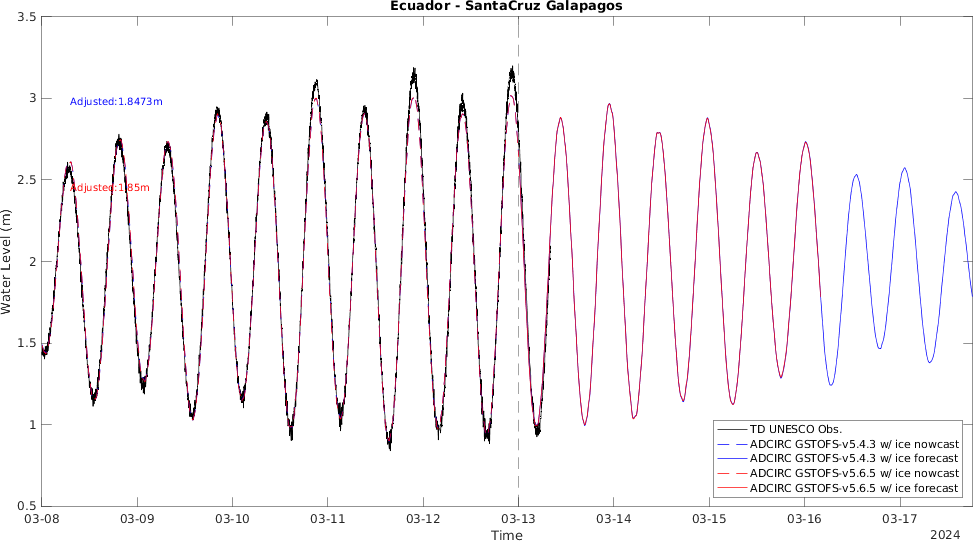 Ecuador - SantaCruz Galapagos
Water Level (m)
3.5
3
2.5
2
1.5
1
0.5
Adjusted:1.8473m
Adjusted:1.85m
TD UNESCO Obs.
ADCIRC GSTOFS-v5.4.3 w/ ice nowcast
ADCIRC GSTOFS-v5.4.3 w/ ice forecast
ADCIRC GSTOFS-v5.6.5 w/ ice nowcast
ADCIRC GSTOFS-v5.6.5 w/ ice forecast
03-08 03-09 03-10 03-11 03-12 03-13 03-14 03-15 03-16 03-17
Time
2024